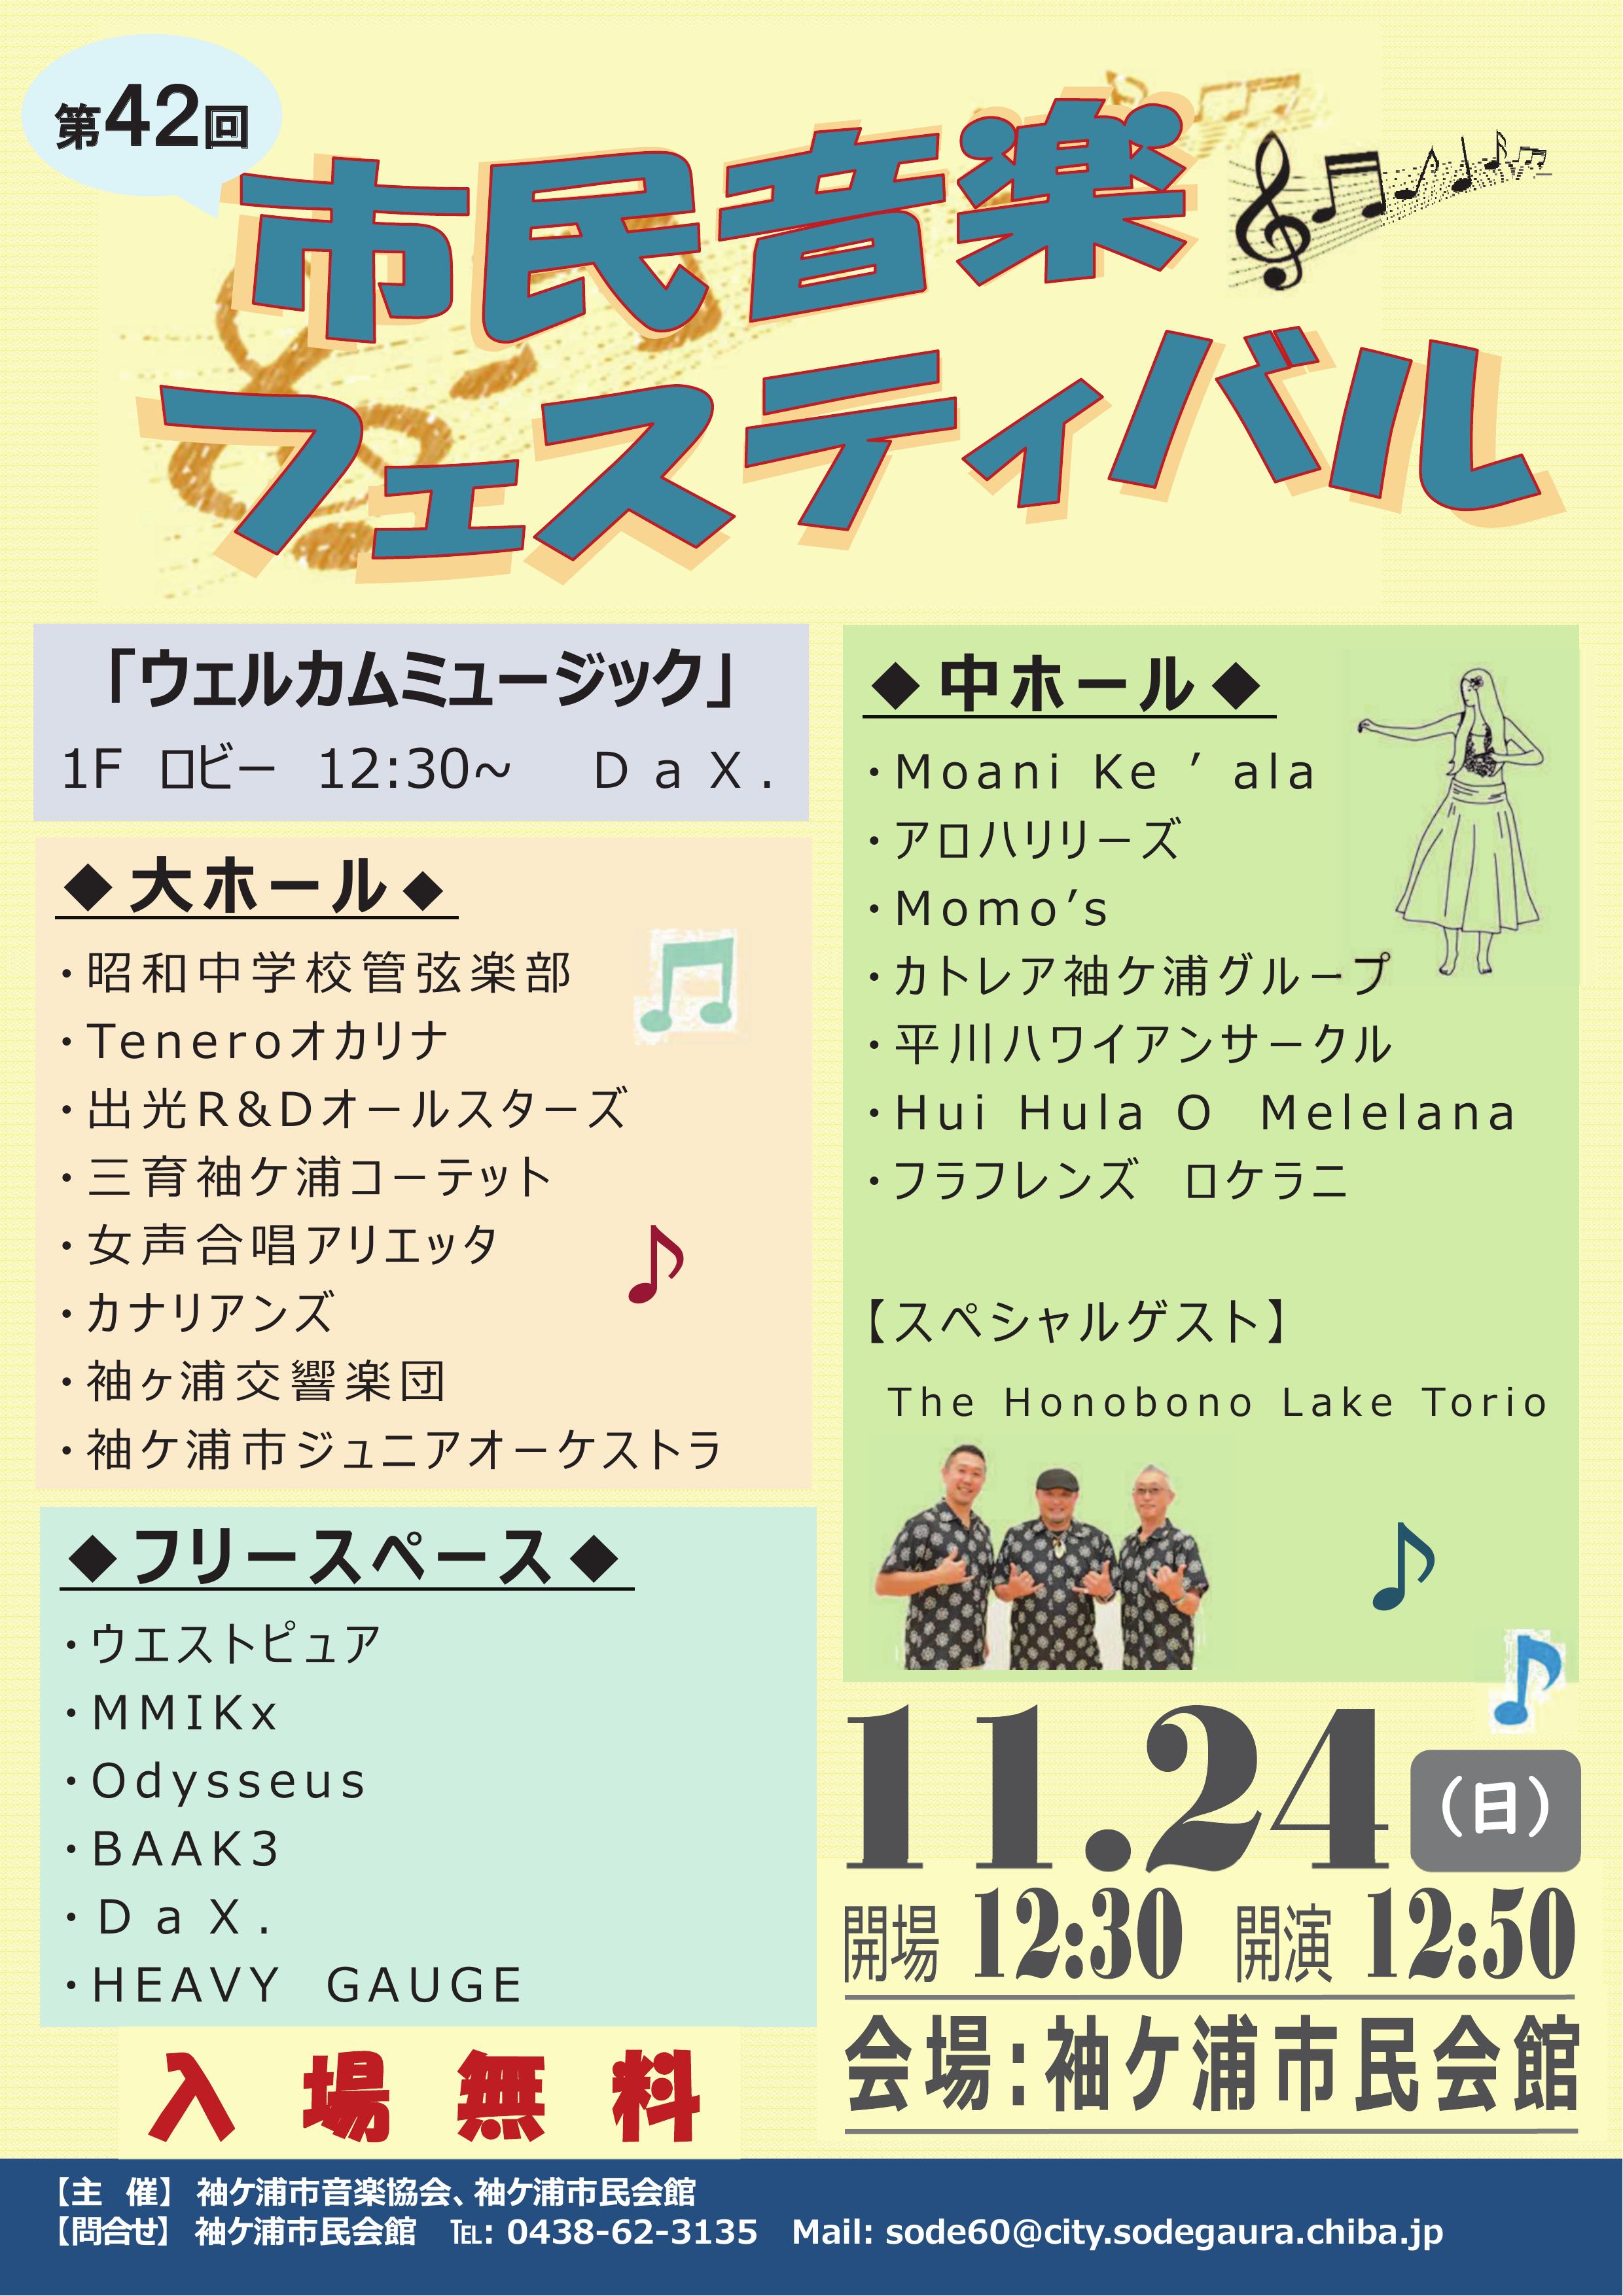 第42回
市民音楽
フェスティバル
「ウェルカムミュージック」
1F ロビー 12:30~ DaX.
◆大ホール◆
・昭和中学校管弦楽部
・Teneroオカリナ
・出光R&Dオールスターズ
・三育袖ケ浦コーテット
・女声合唱アリエッタ
・カナリアンズ
・袖ヶ浦交響楽団
・袖ケ浦市ジュニアオーケストラ
◆フリースペース◆
・ウエストピュア
・MMIKx
・Odysseus
・BAAK3
・DaX.
・HEAVY GAUGE
入場無料
◆中ホール◆
・Moani Ke ' ala
・アロハリリーズ
・Momo's
・カトレア袖ケ浦グループ
・平川ハワイアンサークル
・Hui Hula O Melelana
・フラフレンズ ロケラニ
【スペシャルゲスト】
The Honobono Lake Torio
11.24（日）
開場 12:30 開演 12:50
会場:袖ケ浦市民会館
【主 催】 袖ケ浦市音楽協会、袖ケ浦市民会館
【問合せ】 袖ケ浦市民会館 ℡: 0438-62-3135 Mail: sode60@city.sodegaura.chiba.jp